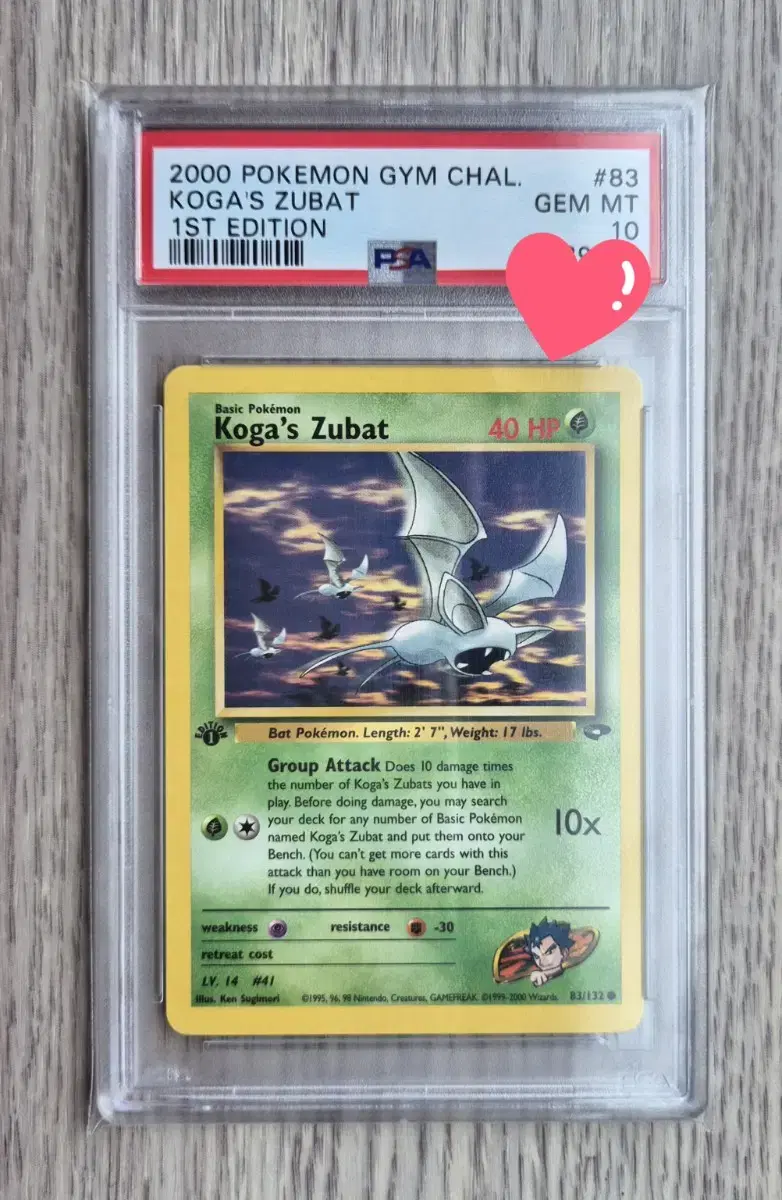 2000 POKEMON GYM CHAL. #83
KOGA'S ZUBAT GEM MT
1ST EDITION 10
PSA
Basic Pokémon
Koga's Zubat 40 HP
EDITION
1
Bat Pokémon. Length: 2' 7", Weight: 17 lbs.
Group Attack Does 10 damage times
the number of Koga's Zubats you have in
play. Before doing damage, you may search
your deck for any number of Basic Pokémon
named Koga's Zubat and put them onto your
Bench. (You can't get more cards with this
attack than you have room on your Bench.)
If you do, shuffle your deck afterward.
10x
weakness resistance -30
retreat cost
LV. 14 #41
Illus. Ken Sugimori ©1995, 96, 98 Nintendo, Creatures, GAMEFREAK. ©1999-2000 Wizards. 83/132